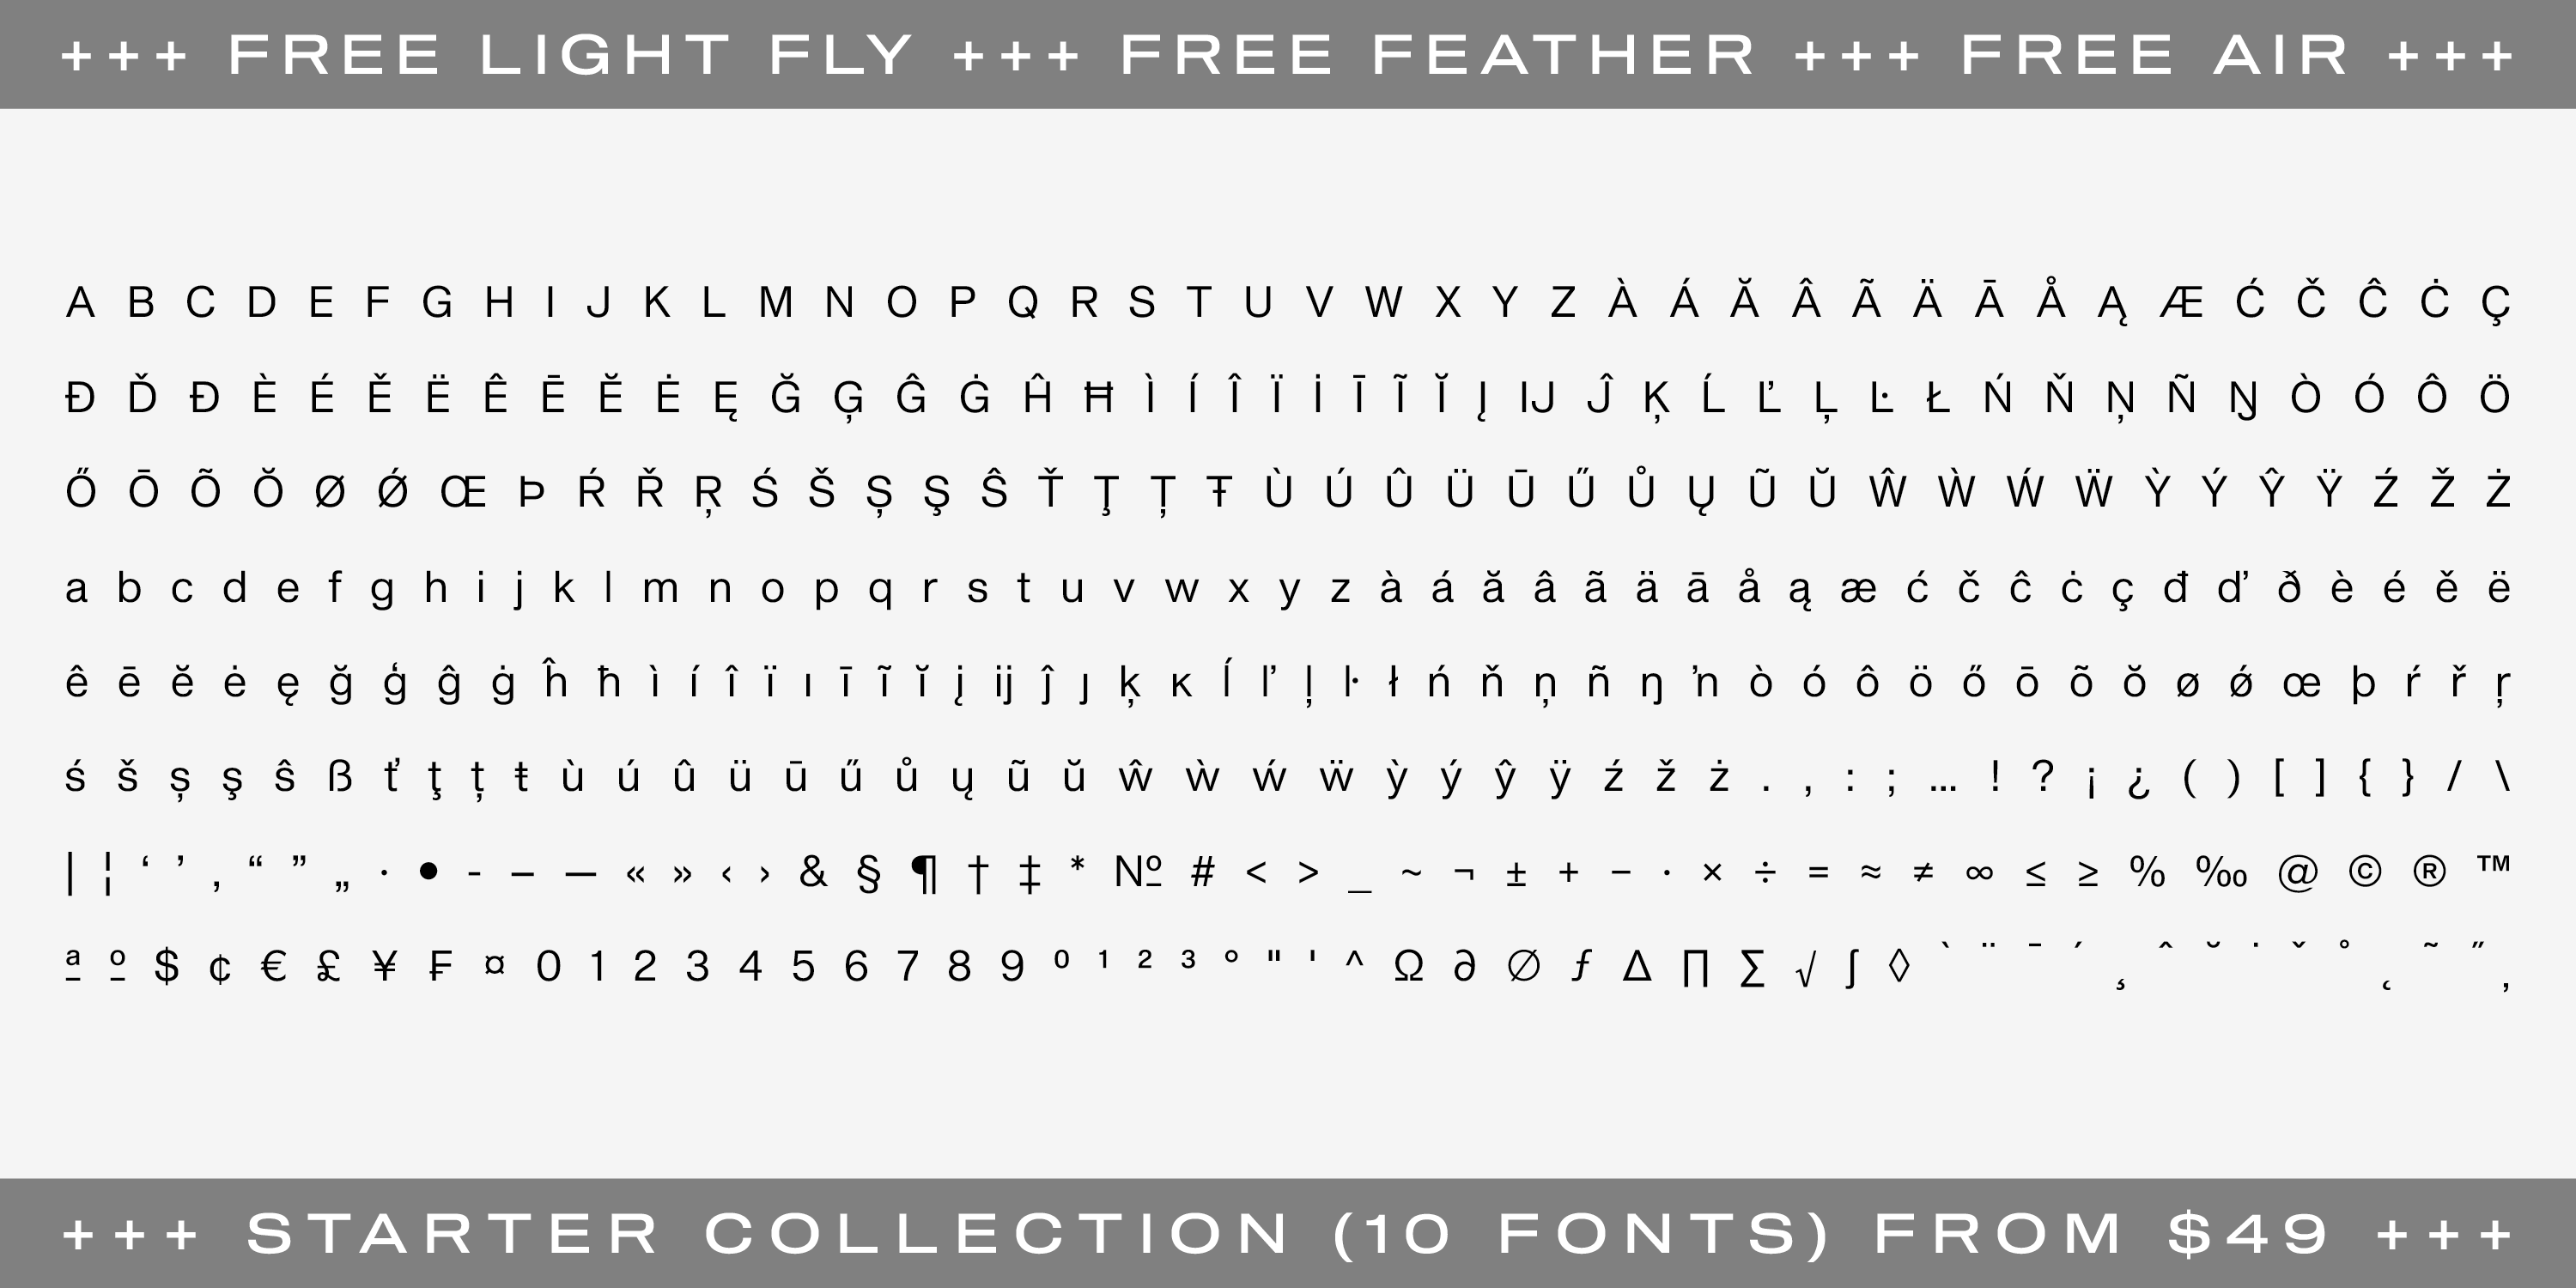 +++ FREE LIGHT FLY +++ FREE FEATHER +++ FREE AIR +++
A B C D E F G H I J K L M N O P Q R S T U V W X Y Z À Á Ă Â Ã Ä Ā Å Ą Æ Ć Č Ĉ Ċ Ç
Đ Ď Ð È É Ě Ë Ê Ē Ĕ Ė Ę Ğ Ģ Ĝ Ġ Ĥ Ħ Ì Í Î Ï İ Ī Ĩ Ĭ Į Ĳ Ĵ Ķ Ĺ Ľ Ļ Ŀ Ł Ń Ň Ņ Ñ Ŋ Ò Ó Ô Ö
Ő Ō Õ Ŏ Ø Ǿ Œ Þ Ŕ Ř Ŗ Ś Š Ș Ş Ŝ Ť Ţ Ț Ŧ Ù Ú Û Ü Ū Ű Ů Ų Ũ Ŭ Ŵ Ẁ Ẃ Ẅ Ỳ Ý Ŷ Ÿ Ź Ž Ż
a b c d e f g h i j k l m n o p q r s t u v w x y z à á ă â ã ä ā å ą æ ć č ĉ ċ ç đ ď ð è é ě ë
ê ē ĕ ė ę ğ ģ ĝ ġ ĥ ħ ì í î ï ı ī ĩ ĭ į ĳ ĵ ȷ ķ ĸ ĺ ľ ļ ŀ ł ń ň ņ ñ ŋ ŉ ò ó ô ö ő ō õ ŏ ø ǿ œ þ ŕ ř ŗ
ś š ș ş ŝ ß ť ţ ț ŧ ù ú û ü ū ű ů ų ũ ŭ ŵ ẁ ẃ ẅ ỳ ý ŷ ÿ ź ž ż . , : ; … ! ? ¡ ¿ ( ) [ ] { } / \
| ¦ ‘ ’ ‚ “ ” „ · • - – — « » ‹ › & § ¶ † ‡ * № # < > _ ~ ¬ ± + − ∙ × ÷ = ≈ ≠ ∞ ≤ ≥ % ‰ @ © ® ™
ª º $ ¢ € £ ¥ ₣ ¤ 0 1 2 3 4 5 6 7 8 9 ⁰ ¹ ² ³ ° " ' ^ Ω ∂ ∅ ƒ ∆ ∏ ∑ √ ∫ ◊ ` ¨ ¯ ´ ¸ ˆ ˘ ˙ ˇ ˚ ˛ ˜ ˝ ,
+++ STARTER COLLECTION (10 FONTS) FROM $49 +++